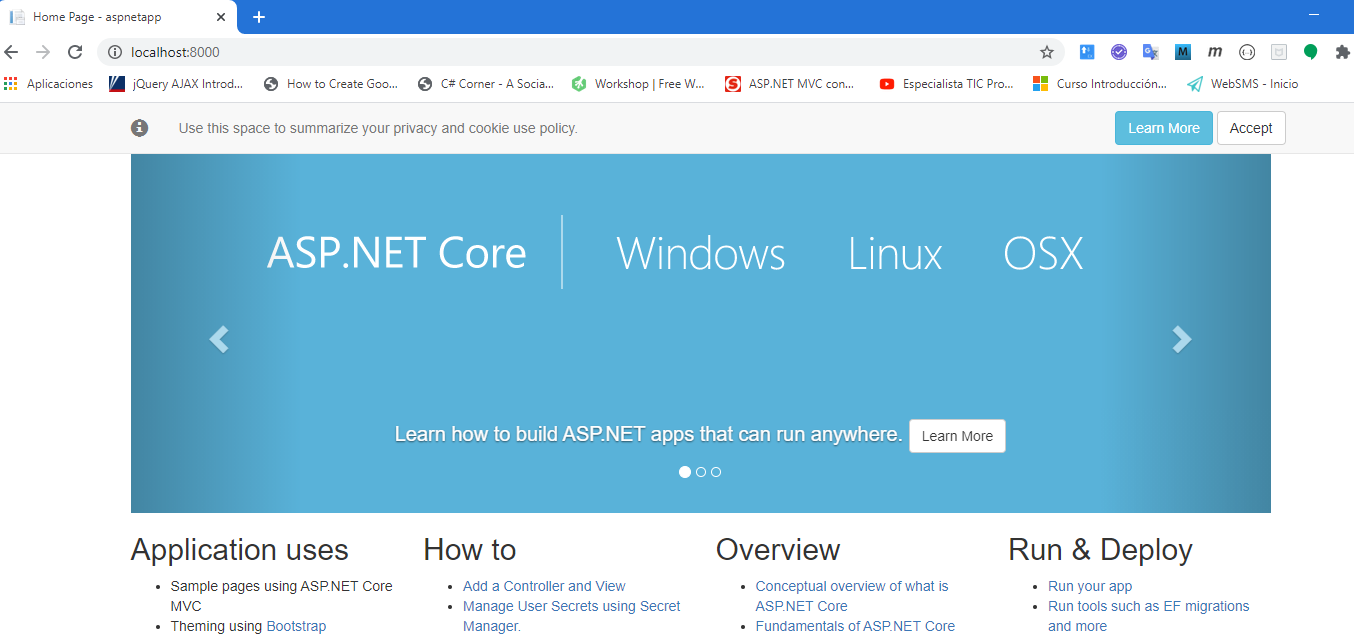 Home Page - aspnetapp
localhost:8000
Aplicaciones
jQuery AJAX Introd...
How to Create Goo...
C# Corner - A Socia...
Workshop | Free W...
ASP.NET MVC con...
Especialista TIC Pro...
Curso Introducción...
WebSMS - Inicio
Use this space to summarize your privacy and cookie use policy.
Learn More
Accept
ASP.NET Core
Windows
Linux
OSX
Learn how to build ASP.NET apps that can run anywhere.
Learn More
Application uses
Sample pages using ASP.NET Core
MVC
Theming using Bootstrap
How to
Add a Controller and View
Manage User Secrets using Secret
Manager.
Overview
Conceptual overview of what is
ASP.NET Core
Fundamentals of ASP.NET Core
Run & Deploy
Run your app
Run tools such as EF migrations
and more